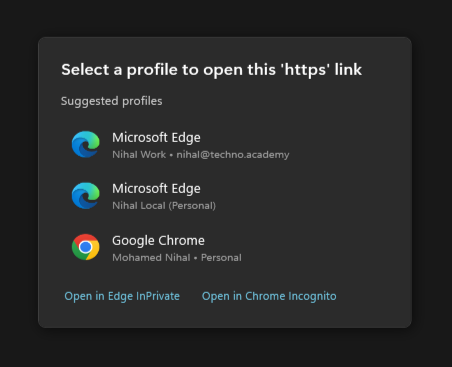 Select a profile to open this 'https' link
Suggested profiles
Microsoft Edge
Nihal Work • nihal@techno.academy
Microsoft Edge
Nihal Local (Personal)
Google Chrome
Mohamed Nihal • Personal
Open in Edge InPrivate Open in Chrome Incognito